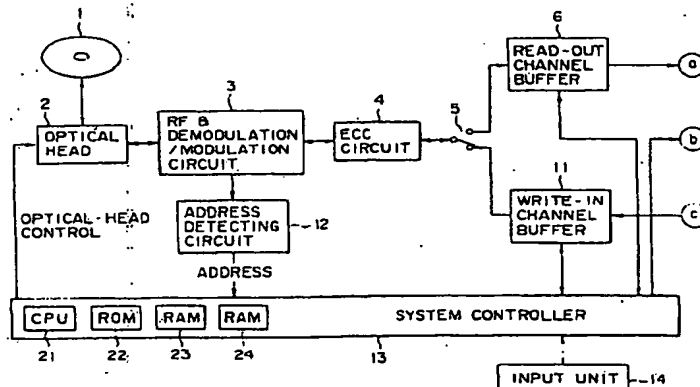 1
6
READ-OUT
CHANNEL
BUFFER
a
2
OPTICAL
HEAD
3
RF &
DEMODULATION
/MODULATION
CIRCUIT
4
ECC
CIRCUIT
5
b
11
WRITE-IN
CHANNEL
BUFFER
c
OPTICAL-HEAD
CONTROL
ADDRESS
DETECTING
CIRCUIT
12
ADDRESS
CPU
ROM
RAM
RAM
SYSTEM CONTROLLER
21
22
23
24
13
INPUT UNIT
14